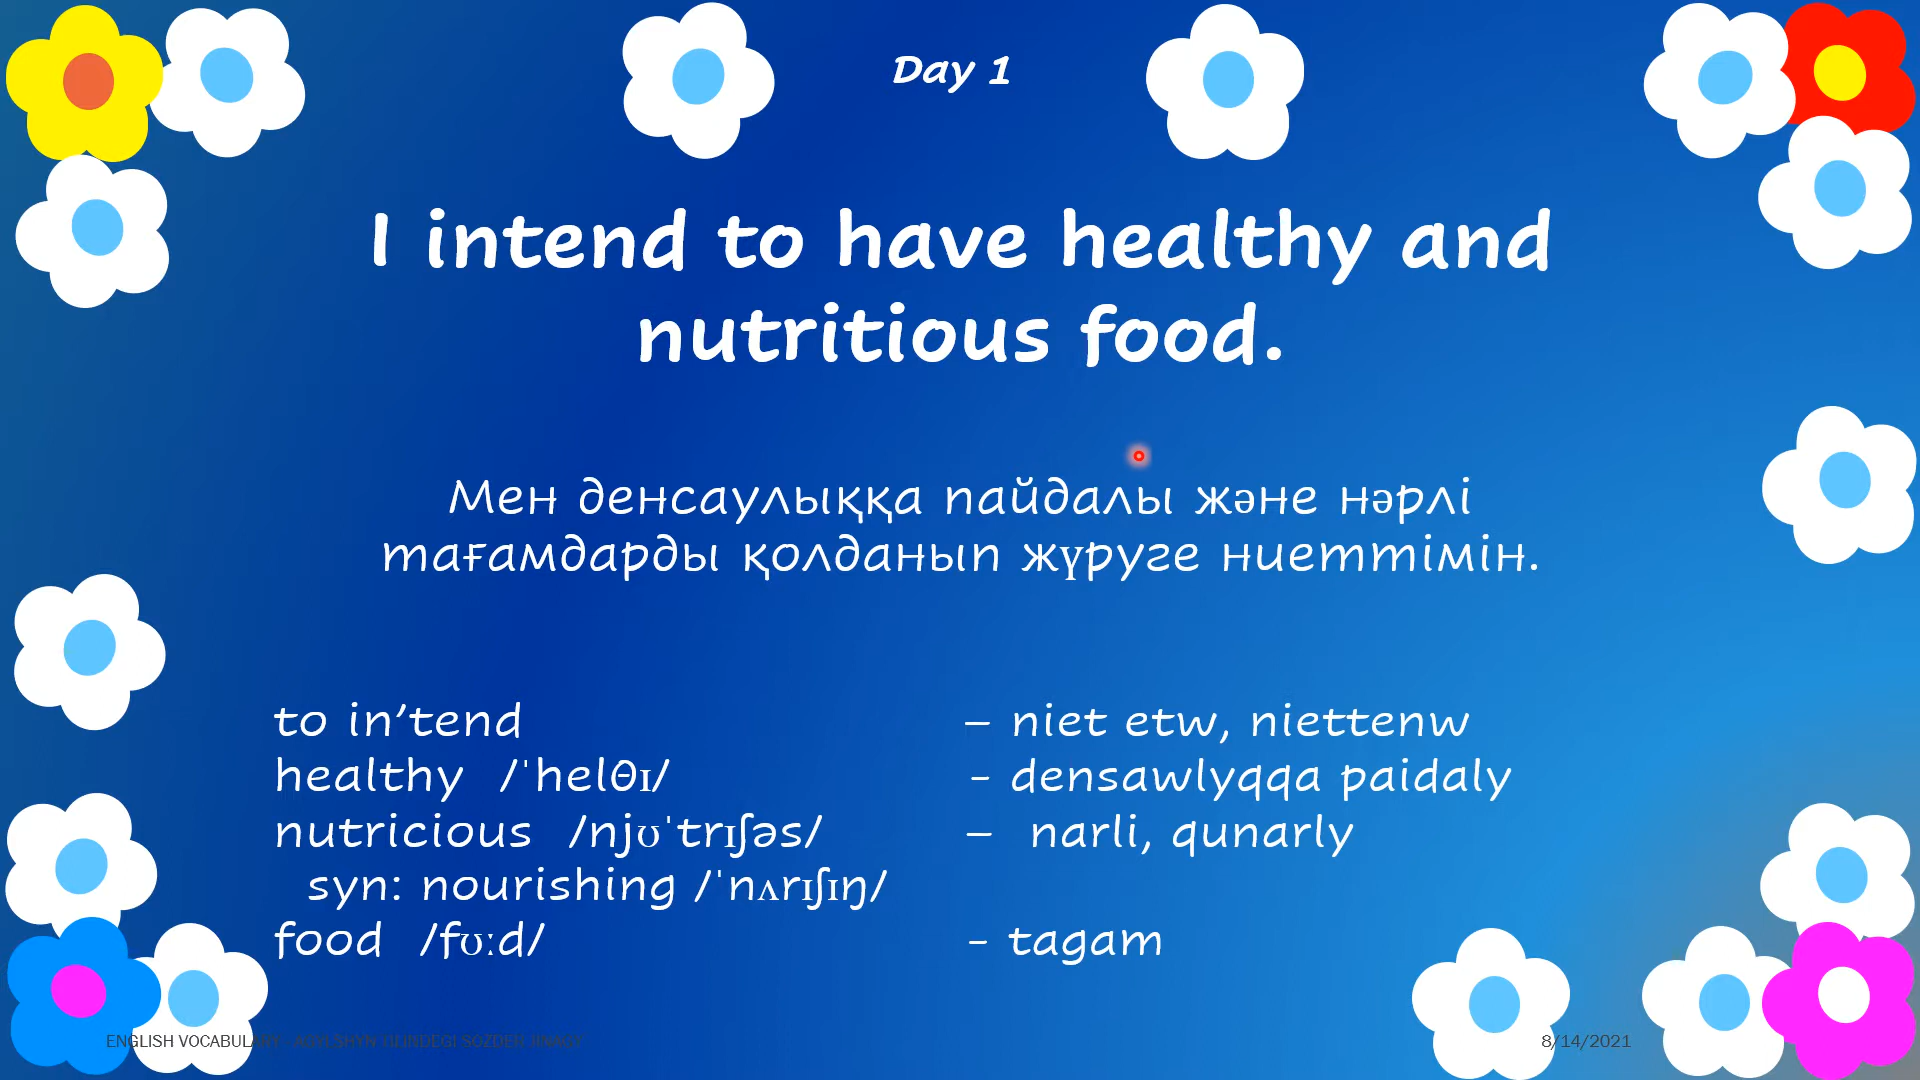 Day 1
I intend to have healthy and
nutritious food.
Мен денсаулыққа пайдалы және нәрлі
тағамдарды қолданып жүруге ниеттімін.
to in’tend – niet etw, niettenw
healthy /ˈhelθɪ/ - densawlyqqa paidaly
nutricious /njʊˈtrɪʃəs/ – narli, qunarly
syn: nourishing /ˈnʌrɪʃɪŋ/
food /fʊːd/ - tagam
ENGLISH VOCABULARY 8/14/2021